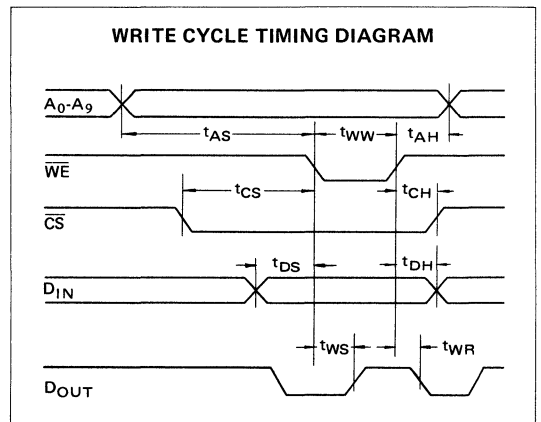 WRITE CYCLE TIMING DIAGRAM
A0-A9
tAS
tWW
tAH
WE
tCS
tCH
CS
tDS
tDH
DIN
tWS
tWR
DOUT